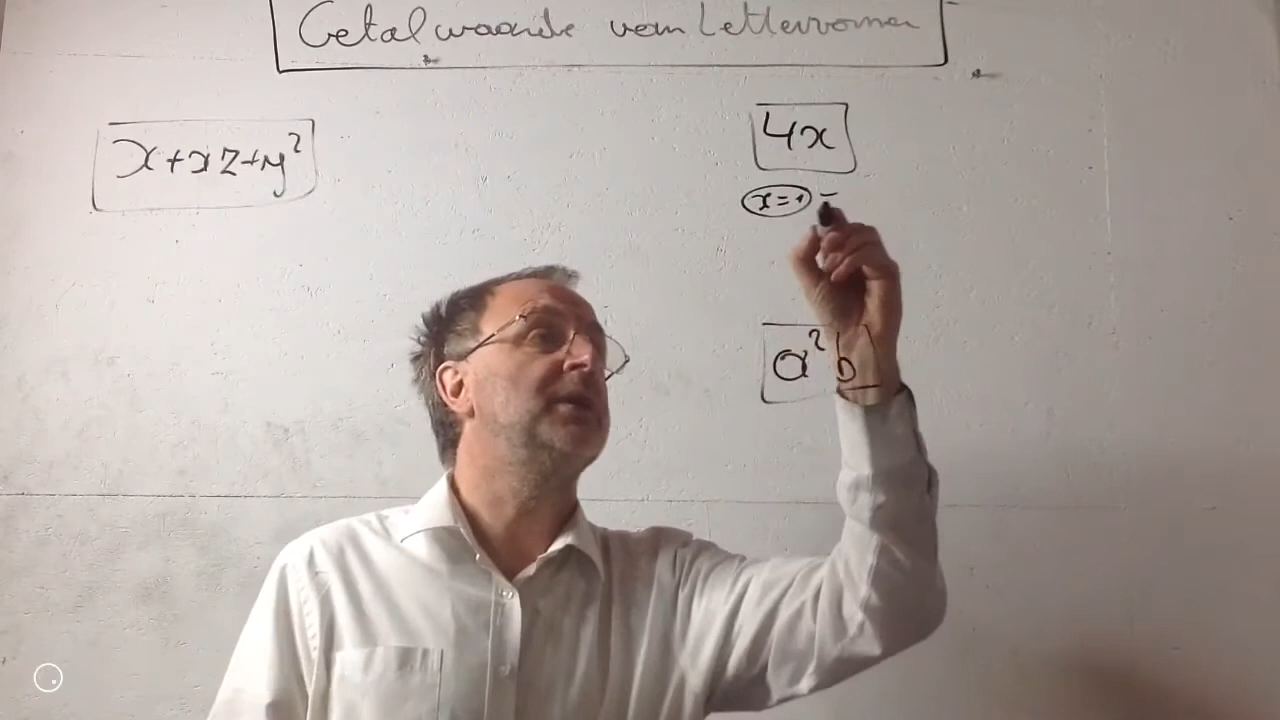 Getalwaarde van Lettervormen
x+xz+y²
4x
x=1 =
a²b